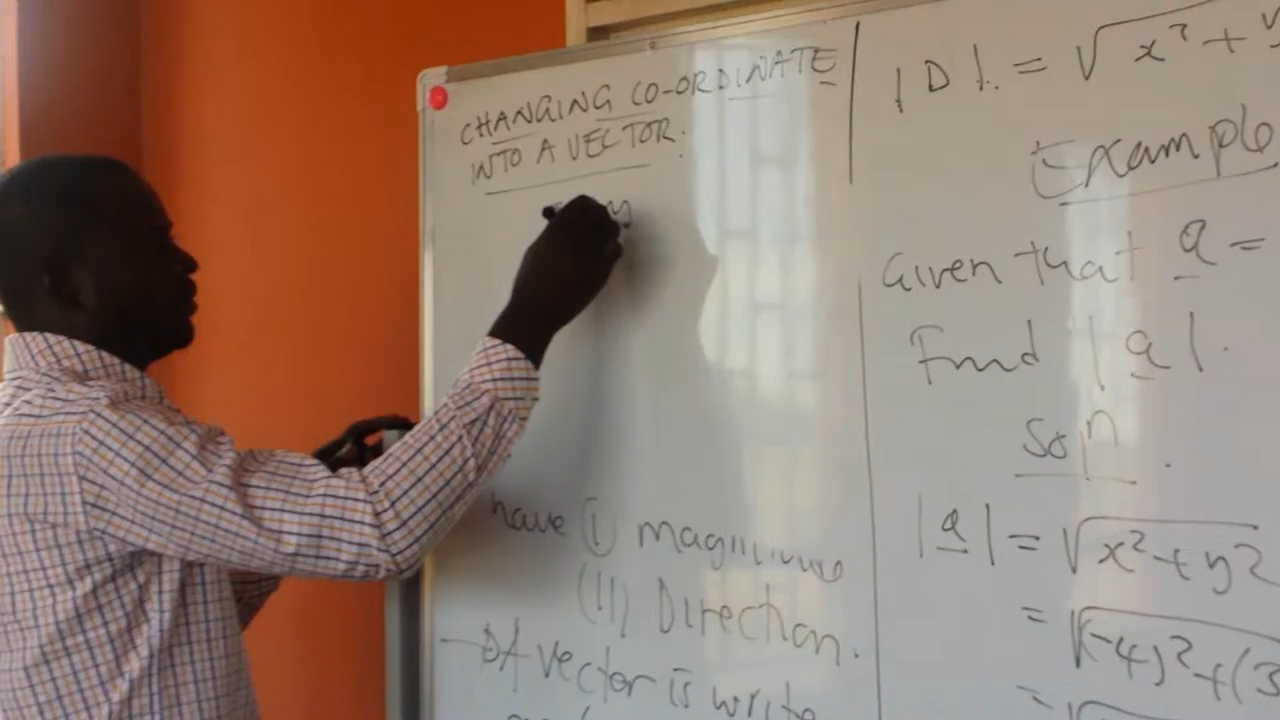 CHANGING CO-ORDINATE
INTO A VECTOR.
y
have (i) magnitude
(ii) Direction.
A vector is write
|D|. = √x² + y
Example
Given that a =
Find |a|.
Soln.
|a| = √x² + y²
= √(-4)² + (3
= √